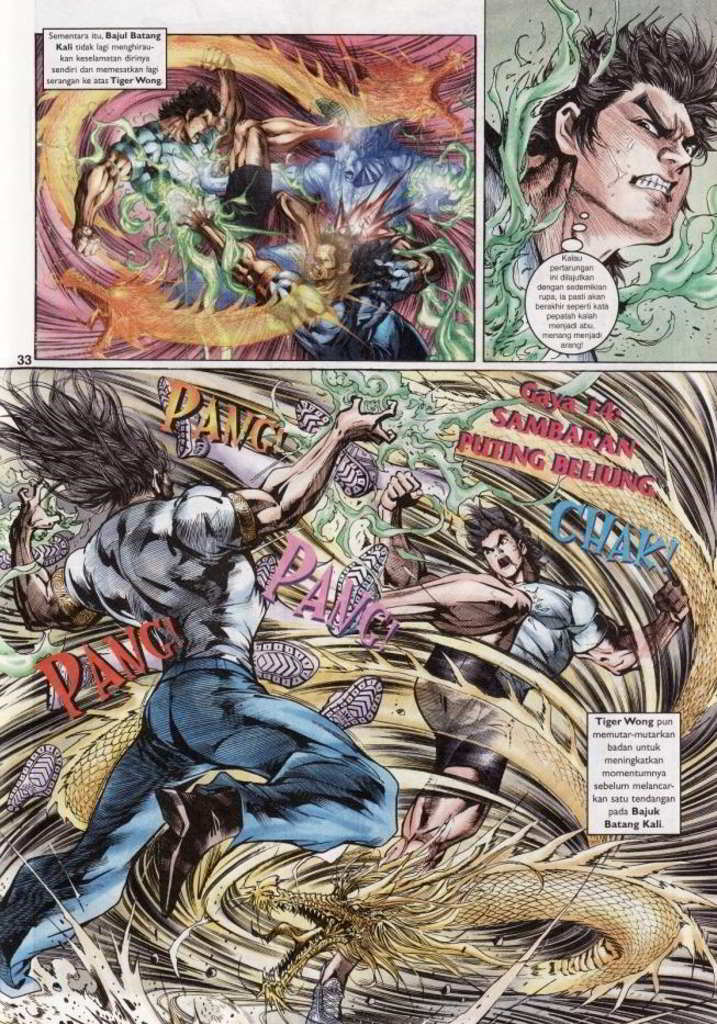 Sementara itu, Bajul Batang
Kali tidak lagi menghirau-
kan keselamatan dirinya
sendiri dan memesatkan lagi
serangan ke atas Tiger Wong.
Kalau
pertarungan
ini dilajutkan
dengan sedemikian
rupa, ia pasti akan
berakhir seperti kata
pepatah kalah
menjadi abu,
menang menjadi
arang!
33
PANG!
Gaya 14:
SAMBARAN
PUTING BELIUNG
CHAK!
PANG!
PANG!
Tiger Wong pun
memutar-mutarkan
badan untuk
meningkatkan
momentumnya
sebelum melancar-
kan satu tendangan
pada Bajuk
Batang Kali.